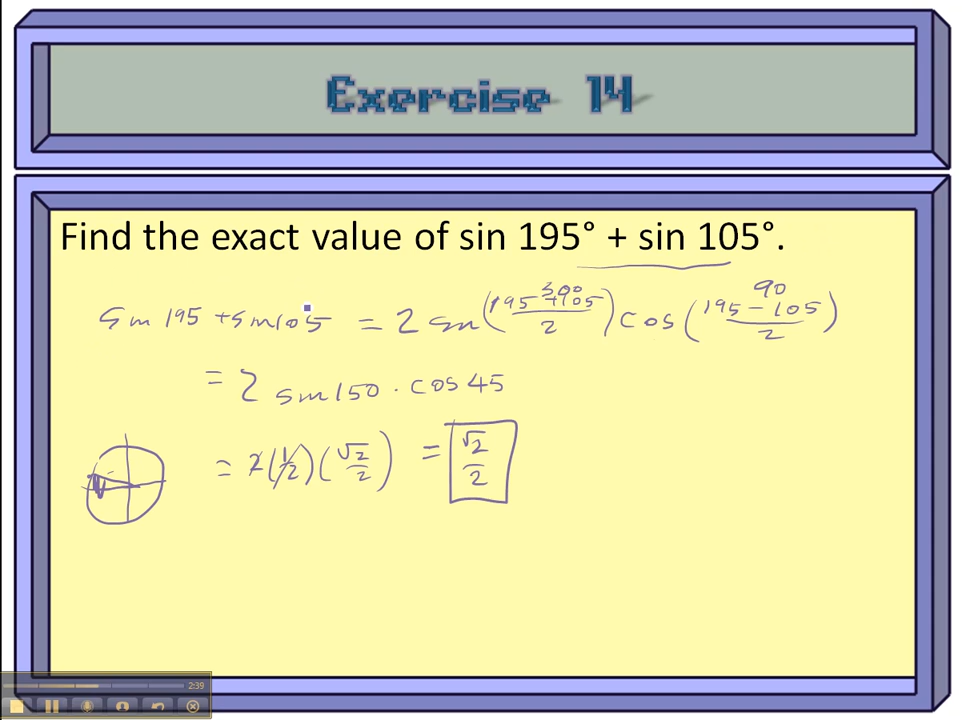 Exercise 14
Find the exact value of sin 195° + sin 105°.
sin 195 + sin 105 = 2 sin (195 + 105 / 2) cos (195 - 105 / 2)
300 90
= 2 sin 150 · cos 45
= 2 (1/2) (√2/2) = √2/2
2:39